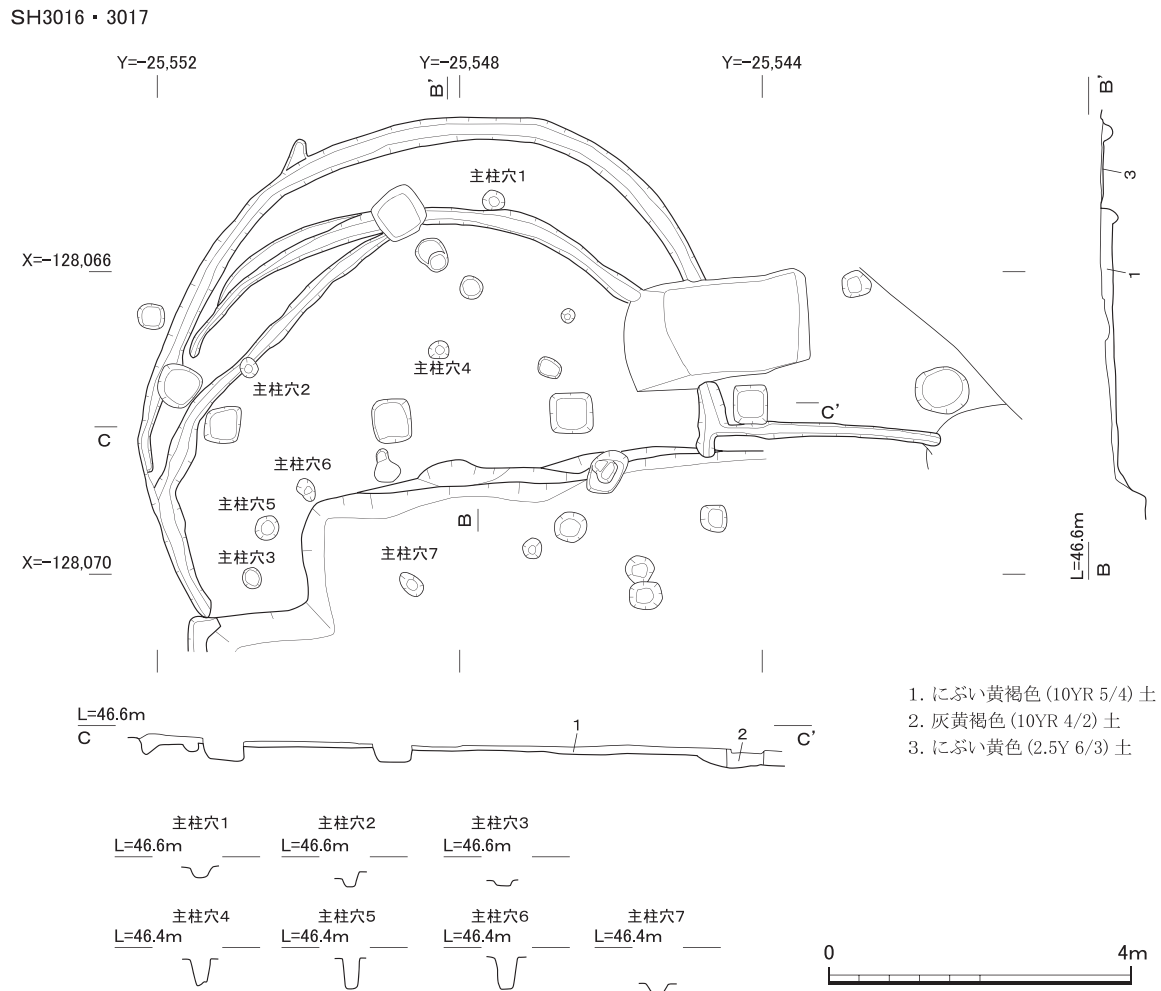 SH3016・3017
Y=-25,552
Y=-25,548
Y=-25,544
B'
B'
主柱穴1
3
X=-128,066
1
主柱穴4
主柱穴2
C
C'
主柱穴6
主柱穴5
B
主柱穴3
主柱穴7
X=-128,070
L=46.6m
B
L=46.6m
C
1
2
C'
1. にぶい黄褐色 (10YR 5/4) 土
2. 灰黄褐色 (10YR 4/2) 土
3. にぶい黄色 (2.5Y 6/3) 土
主柱穴1
主柱穴2
主柱穴3
L=46.6m
L=46.6m
L=46.6m
主柱穴4
主柱穴5
主柱穴6
主柱穴7
L=46.4m
L=46.4m
L=46.4m
L=46.4m
0
4m